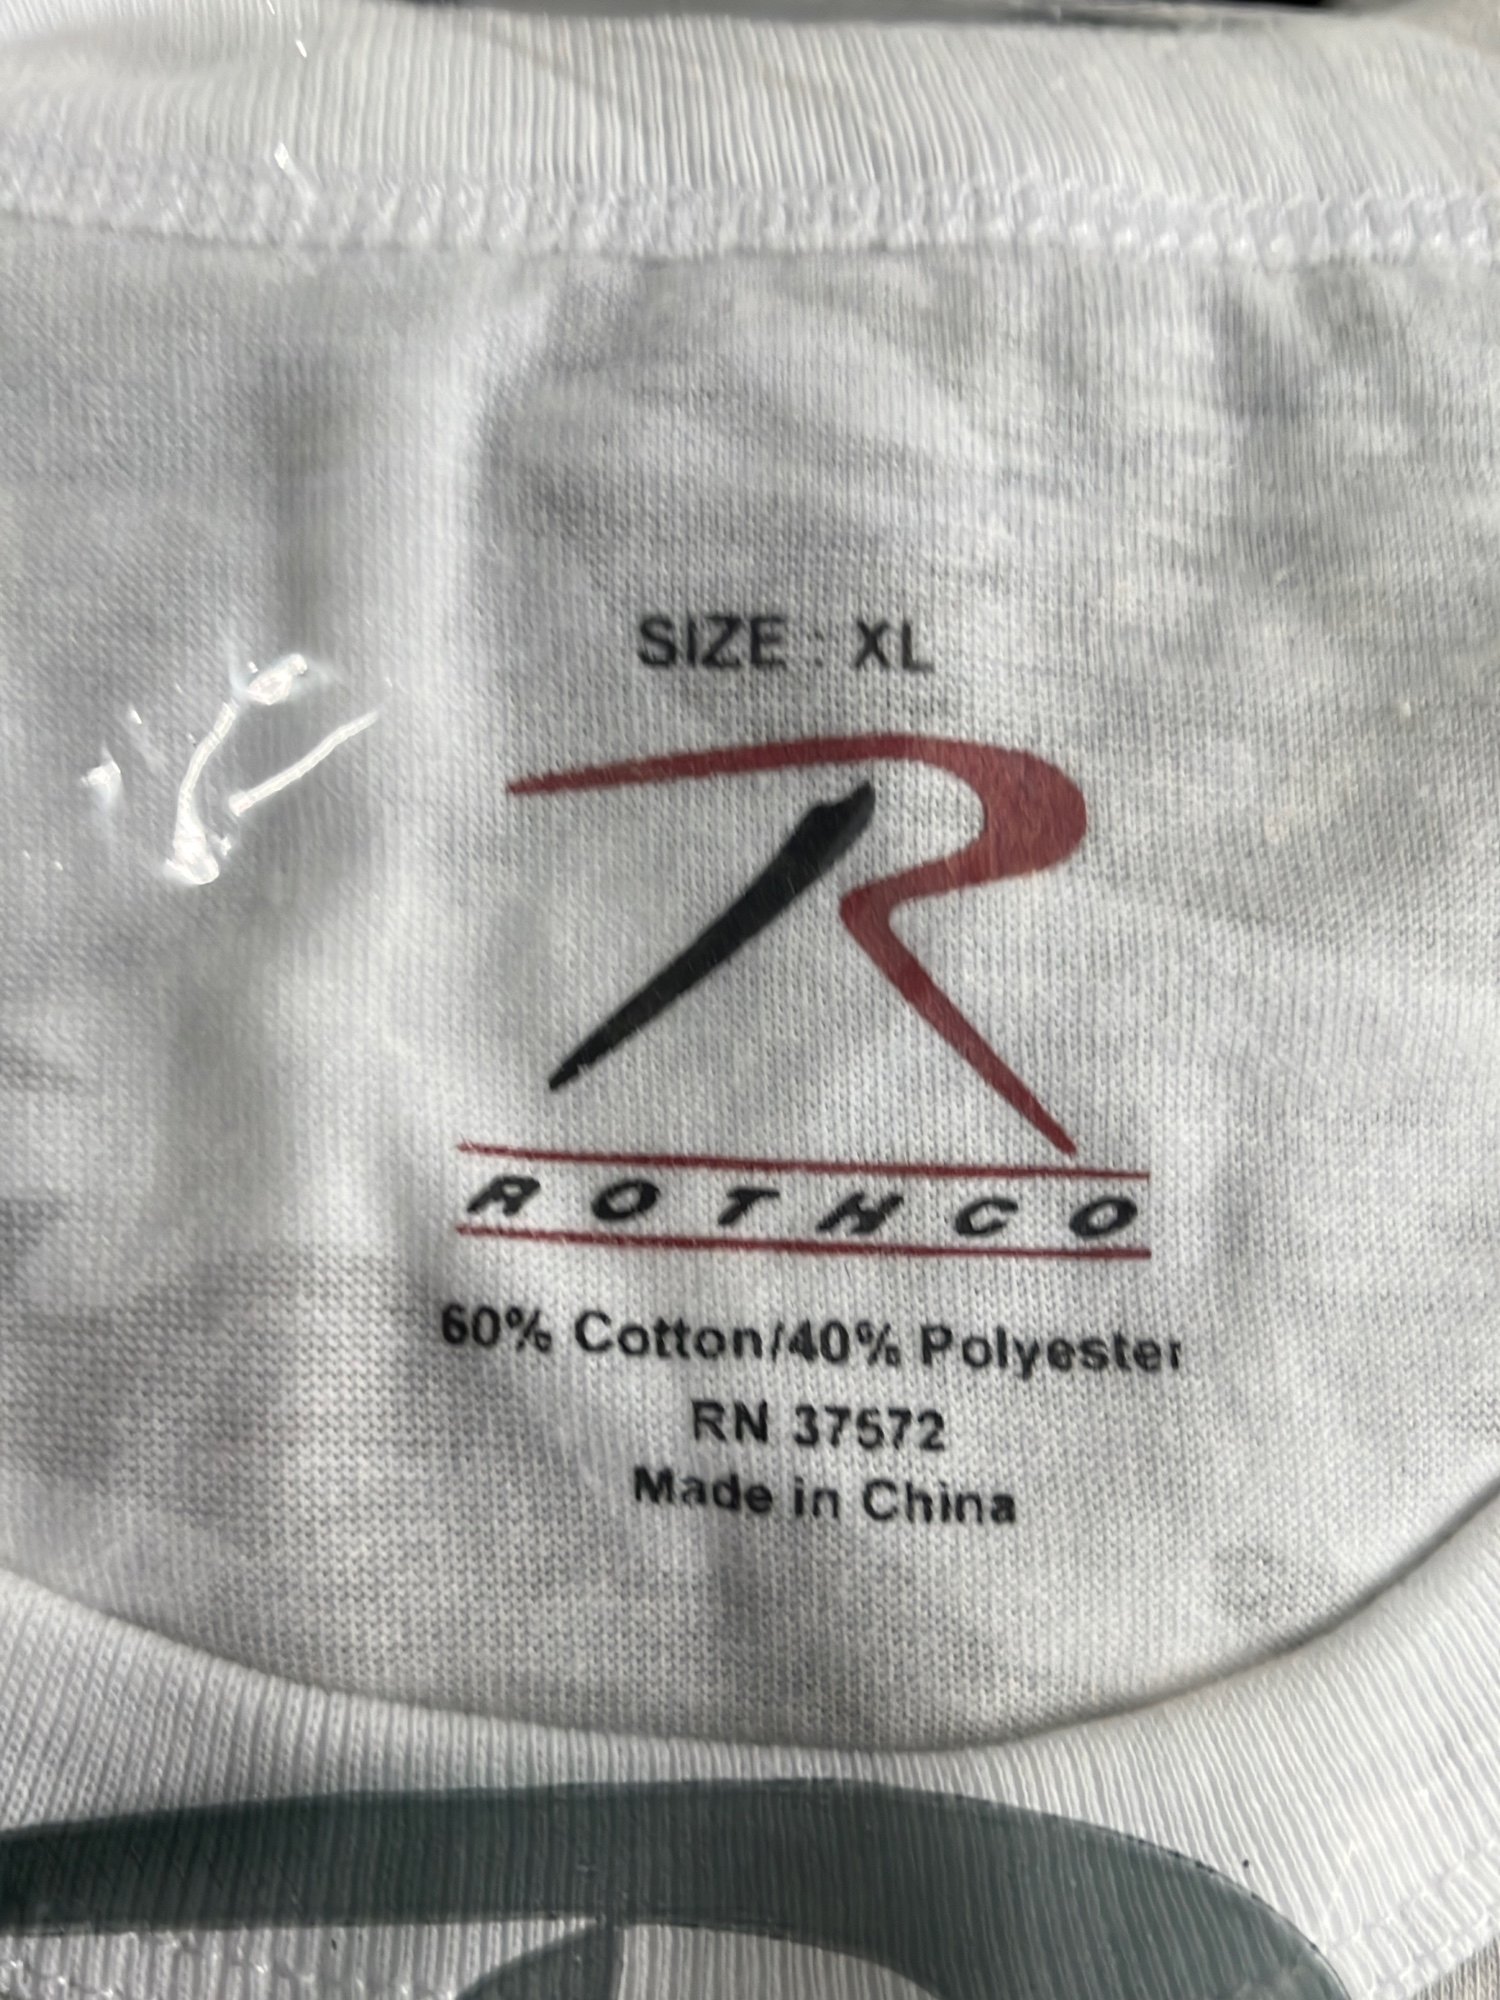 SIZE : XL
R
ROTHCO
60% Cotton/40% Polyester
RN 37572
Made in China